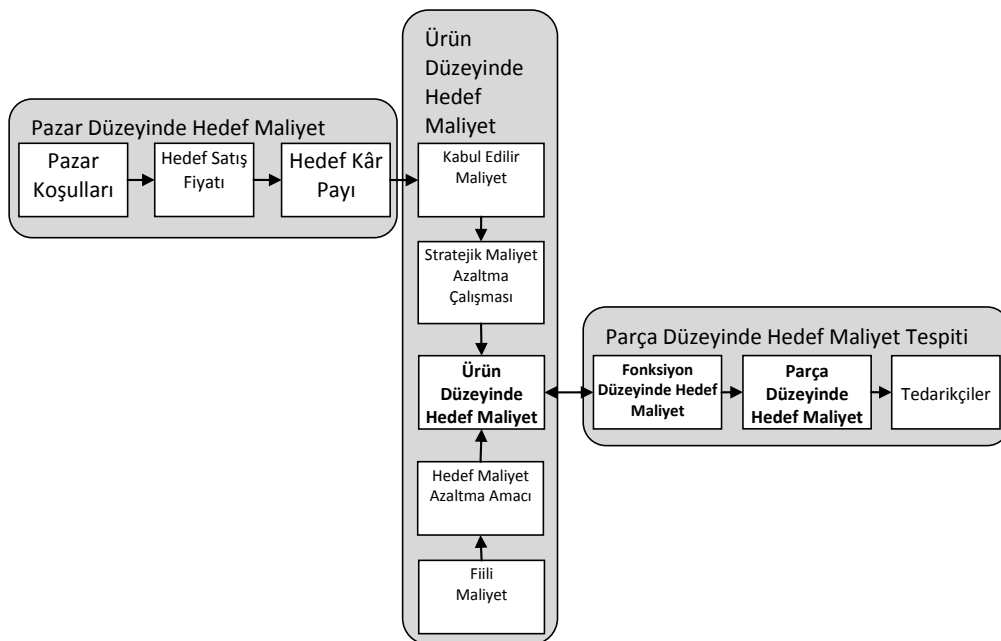 Ürün
Düzeyinde
Hedef
Maliyet
Pazar Düzeyinde Hedef Maliyet
Pazar
Koşulları
Hedef Satış
Fiyatı
Hedef Kâr
Payı
Kabul Edilir
Maliyet
Stratejik Maliyet
Azaltma
Çalışması
Ürün
Düzeyinde
Hedef Maliyet
Hedef Maliyet
Azaltma Amacı
Fiili
Maliyet
Parça Düzeyinde Hedef Maliyet Tespiti
Fonksiyon
Düzeyinde Hedef
Maliyet
Parça
Düzeyinde
Hedef Maliyet
Tedarikçiler